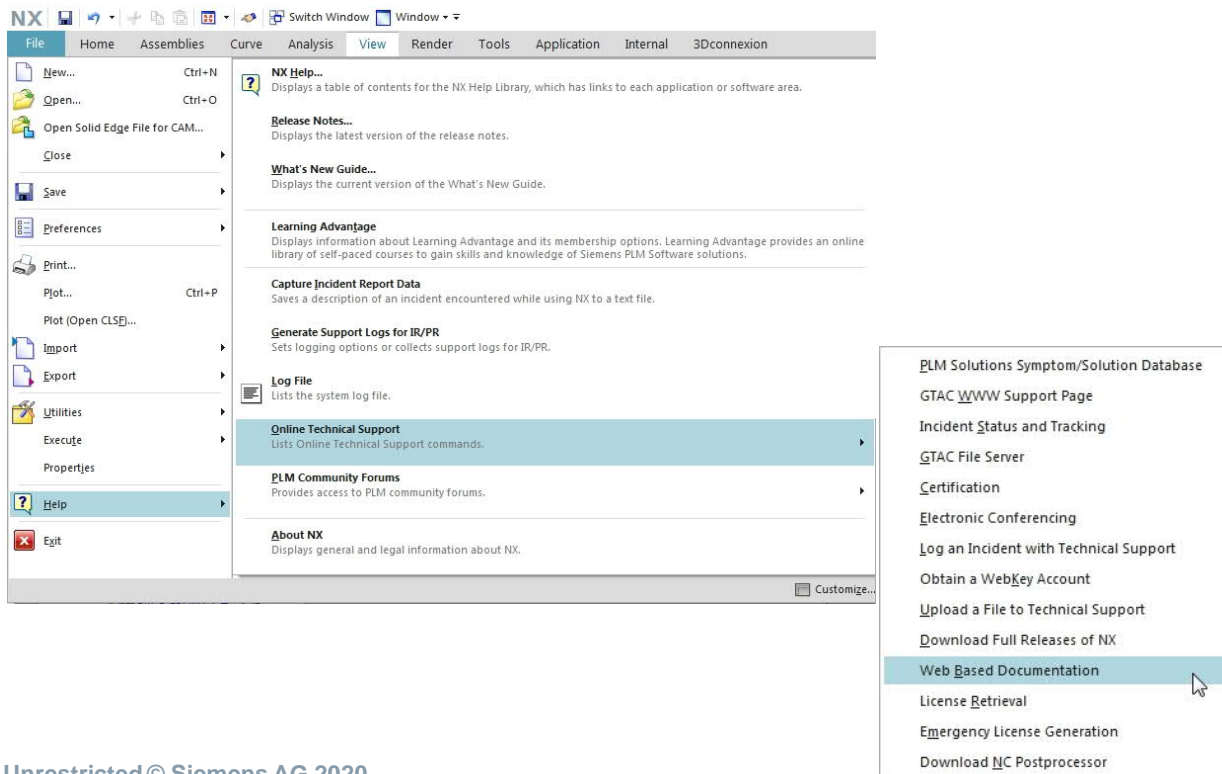 NX Switch Window Window
File Home Assemblies Curve Analysis View Render Tools Application Internal 3Dconnexion
New... Ctrl+N
Open... Ctrl+O
Open Solid Edge File for CAM...
Close
Save
Preferences
Print...
Plot... Ctrl+P
Plot (Open CLSF)...
Import
Export
Utilities
Execute
Properties
Help
Exit
NX Help...
Displays a table of contents for the NX Help Library, which has links to each application or software area.
Release Notes...
Displays the latest version of the release notes.
What's New Guide...
Displays the current version of the What's New Guide.
Learning Advantage
Displays information about Learning Advantage and its membership options. Learning Advantage provides an online
library of self-paced courses to gain skills and knowledge of Siemens PLM Software solutions.
Capture Incident Report Data
Saves a description of an incident encountered while using NX to a text file.
Generate Support Logs for IR/PR
Sets logging options or collects support logs for IR/PR.
Log File
Lists the system log file.
Online Technical Support
Lists Online Technical Support commands.
PLM Community Forums
Provides access to PLM community forums.
About NX
Displays general and legal information about NX.
Customize...
PLM Solutions Symptom/Solution Database
GTAC WWW Support Page
Incident Status and Tracking
GTAC File Server
Certification
Electronic Conferencing
Log an Incident with Technical Support
Obtain a WebKey Account
Upload a File to Technical Support
Download Full Releases of NX
Web Based Documentation
License Retrieval
Emergency License Generation
Download NC Postprocessor
Unrestricted © Siemens AG 2020